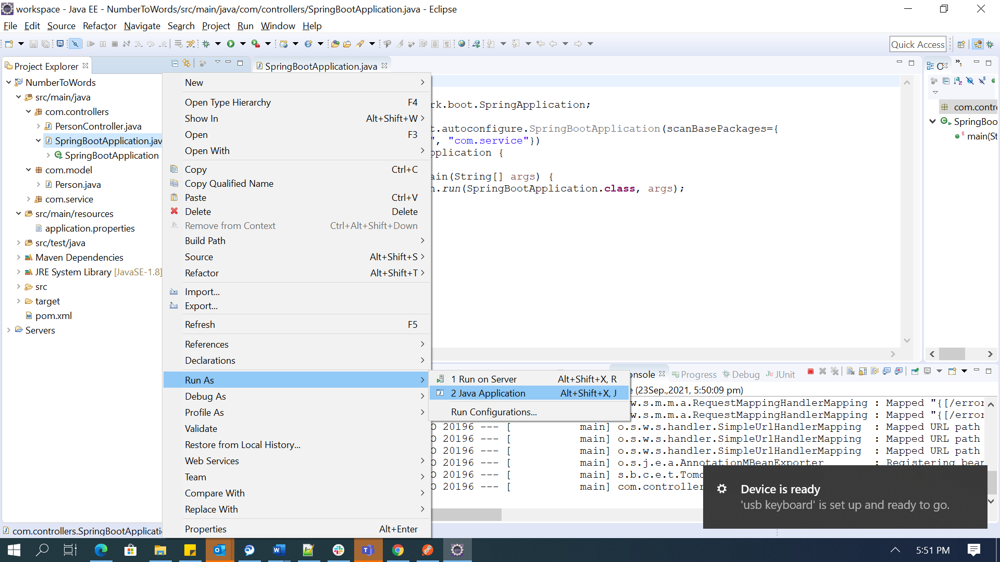 workspace - Java EE - NumberToWords/src/main/java/com/controllers/SpringBootApplication.java - Eclipse
File Edit Source Refactor Navigate Search Project Run Window Help
Quick Access
Project Explorer
NumberToWords
src/main/java
com.controllers
PersonController.java
SpringBootApplication.jav
SpringBootApplication
com.model
Person.java
com.service
src/main/resources
application.properties
src/test/java
Maven Dependencies
JRE System Library [JavaSE-1.8]
src
target
pom.xml
Servers
New
Open Type Hierarchy F4
Show In Alt+Shift+W
Open F3
Open With
Copy Ctrl+C
Copy Qualified Name
Paste Ctrl+V
Delete Delete
Remove from Context Ctrl+Alt+Shift+Down
Build Path
Source Alt+Shift+S
Refactor Alt+Shift+T
Import...
Export...
Refresh F5
References
Declarations
Run As
Debug As
Profile As
Validate
Restore from Local History...
Web Services
Team
Compare With
Replace With
Properties Alt+Enter
1 Run on Server Alt+Shift+X, R
2 Java Application Alt+Shift+X, J
Run Configurations...
SpringBootApplication.java
rk.boot.SpringApplication;
t.autoconfigure.SpringBootApplication(scanBasePackages={
", "com.service"})
pplication {
ain(String[] args) {
n.run(SpringBootApplication.class, args);
com.contro
SpringBoo
main(St
onsole Progress Debug JUnit
e (23Sep.,2021, 5:50:09 pm)
w.s.m.m.a.RequestMappingHandlerMapping : Mapped "{[/error
w.s.m.m.a.RequestMappingHandlerMapping : Mapped "{[/error
O 20196 --- [ main] o.s.w.s.handler.SimpleUrlHandlerMapping : Mapped URL path
O 20196 --- [ main] o.s.w.s.handler.SimpleUrlHandlerMapping : Mapped URL path
O 20196 --- [ main] o.s.w.s.handler.SimpleUrlHandlerMapping : Mapped URL path
O 20196 --- [ main] o.s.j.e.a.AnnotationMBeanExporter : Registering bean
O 20196 --- [ main] s.b.c.e.t.Tomc
O 20196 --- [ main] com.controller
Device is ready
'usb keyboard' is set up and ready to go.
com.controllers.SpringBootApplicati
5:51 PM